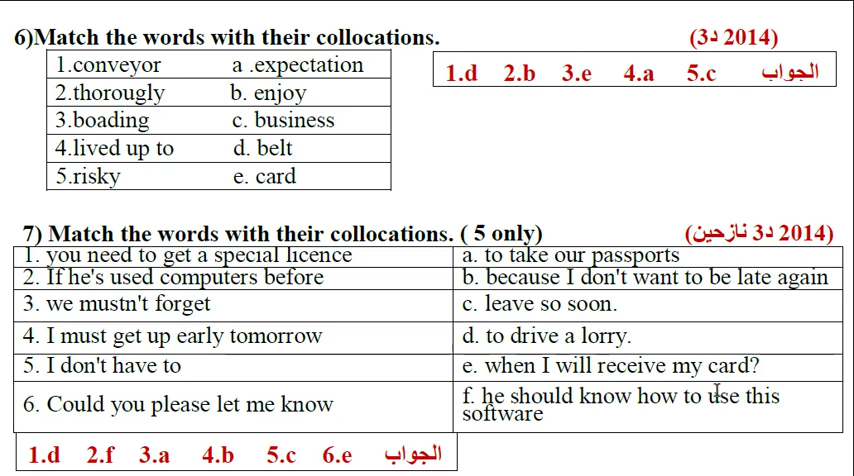 6)Match the words with their collocations. (2014 د3)
1.conveyor a .expectation
2.thorougly b. enjoy
3.boading c. business
4.lived up to d. belt
5.risky e. card
1.d 2.b 3.e 4.a 5.c الجواب
7) Match the words with their collocations. ( 5 only) (2014 د3 نازحين)
1. you need to get a special licence a. to take our passports
2. If he's used computers before b. because I don't want to be late again
3. we mustn't forget c. leave so soon.
4. I must get up early tomorrow d. to drive a lorry.
5. I don't have to e. when I will receive my card?
6. Could you please let me know f. he should know how to use this
software
1.d 2.f 3.a 4.b 5.c 6.e الجواب